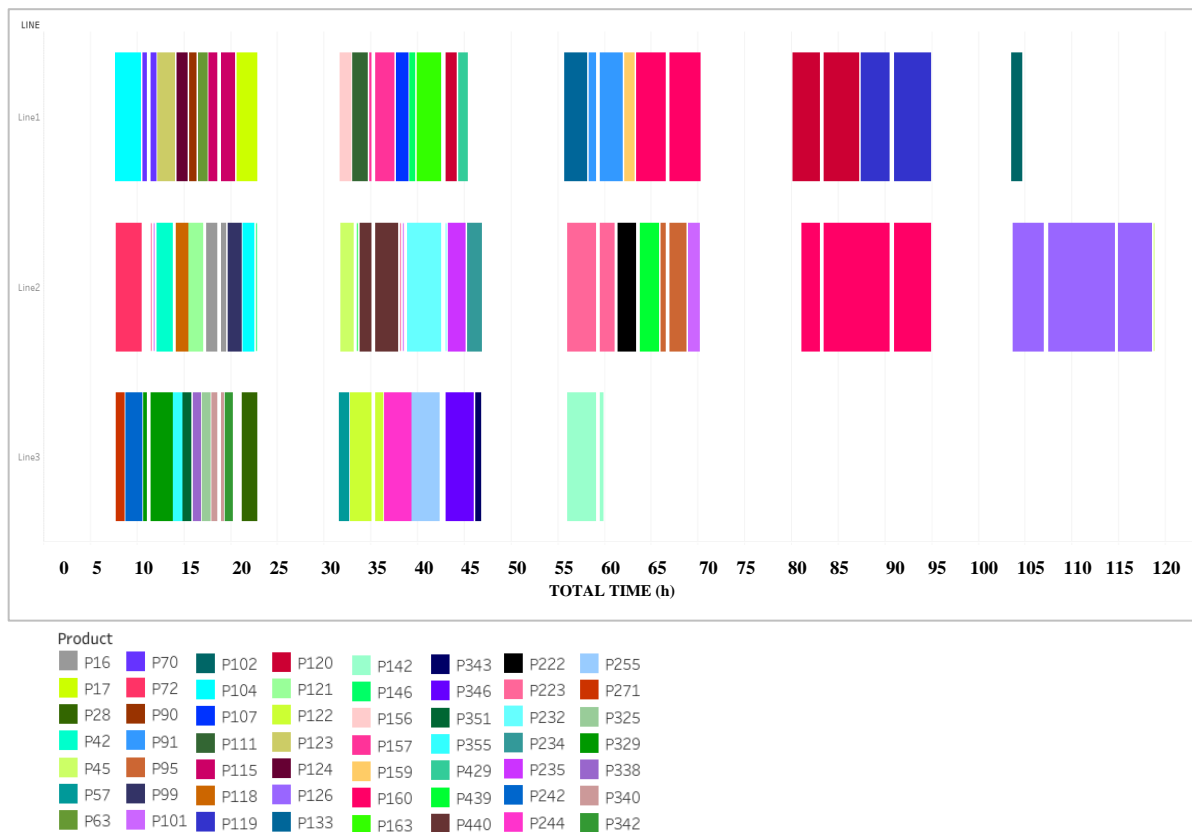 LINE
Line1
Line2
Line3
0 5 10 15 20 25 30 35 40 45 50 55 60 65 70 75 80 85 90 95 100 105 110 115 120
TOTAL TIME (h)
Product
P16 P70 P102 P120 P142 P343 P222 P255
P17 P72 P104 P121 P146 P346 P223 P271
P28 P90 P107 P122 P156 P351 P232 P325
P42 P91 P111 P123 P157 P355 P234 P329
P45 P95 P115 P124 P159 P429 P235 P338
P57 P99 P118 P126 P160 P439 P242 P340
P63 P101 P119 P133 P163 P440 P244 P342